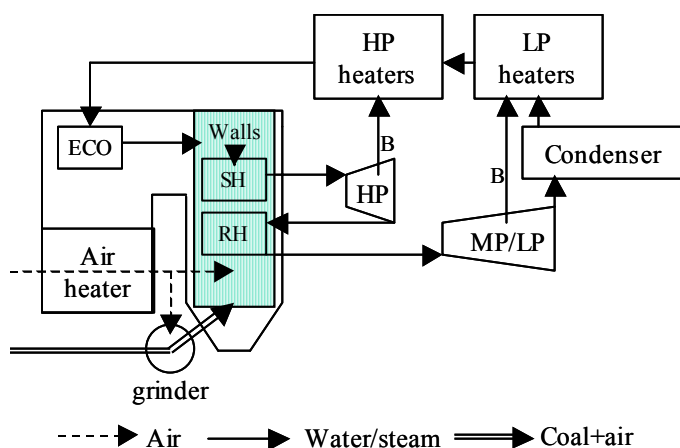 HP
heaters
LP
heaters
ECO
Walls
B
Condenser
SH
HP
B
RH
MP/LP
Air
heater
grinder
Air
Water/steam
Coal+air